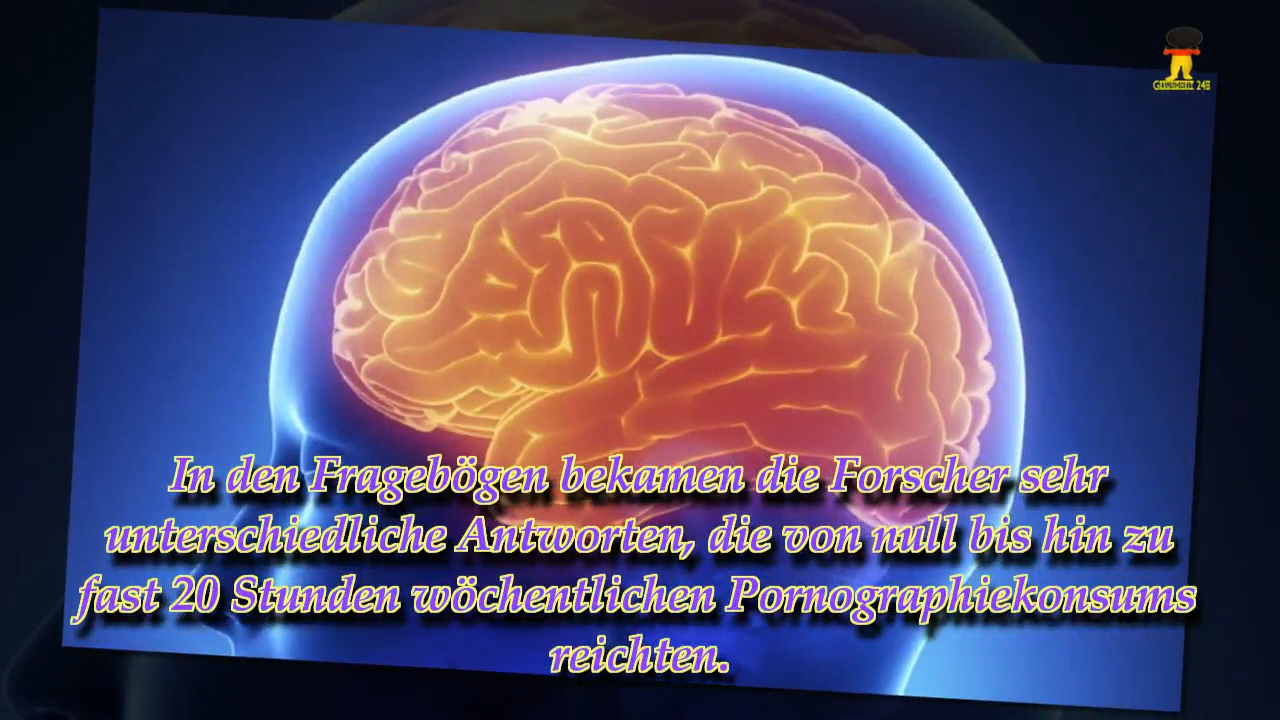 In den Fragebögen bekamen die Forscher sehr
unterschiedliche Antworten, die von null bis hin zu
fast 20 Stunden wöchentlichen Pornographiekonsums
reichten.